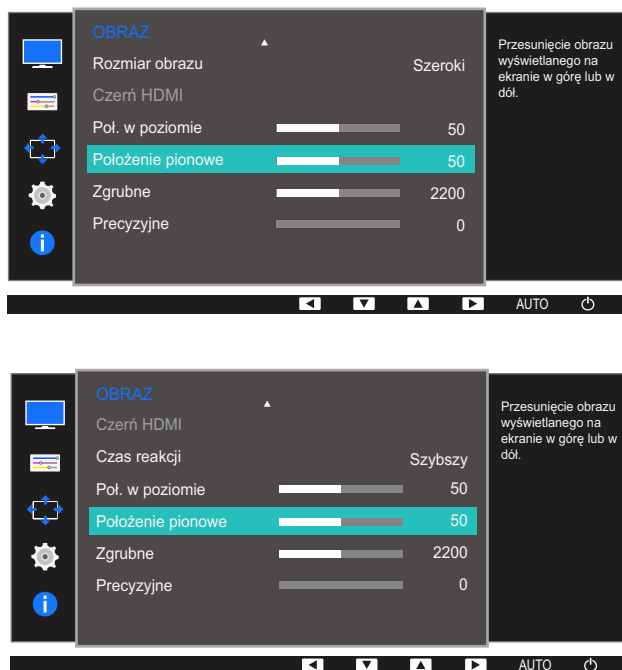 OBRAZ
Rozmiar obrazu Szeroki
Czerń HDMI
Poł. w poziomie 50
Położenie pionowe 50
Zgrubne 2200
Precyzyjne 0
Przesunięcie obrazu
wyświetlanego na
ekranie w górę lub w
dół.
AUTO
OBRAZ
Czerń HDMI
Czas reakcji Szybszy
Poł. w poziomie 50
Położenie pionowe 50
Zgrubne 2200
Precyzyjne 0
Przesunięcie obrazu
wyświetlanego na
ekranie w górę lub w
dół.
AUTO